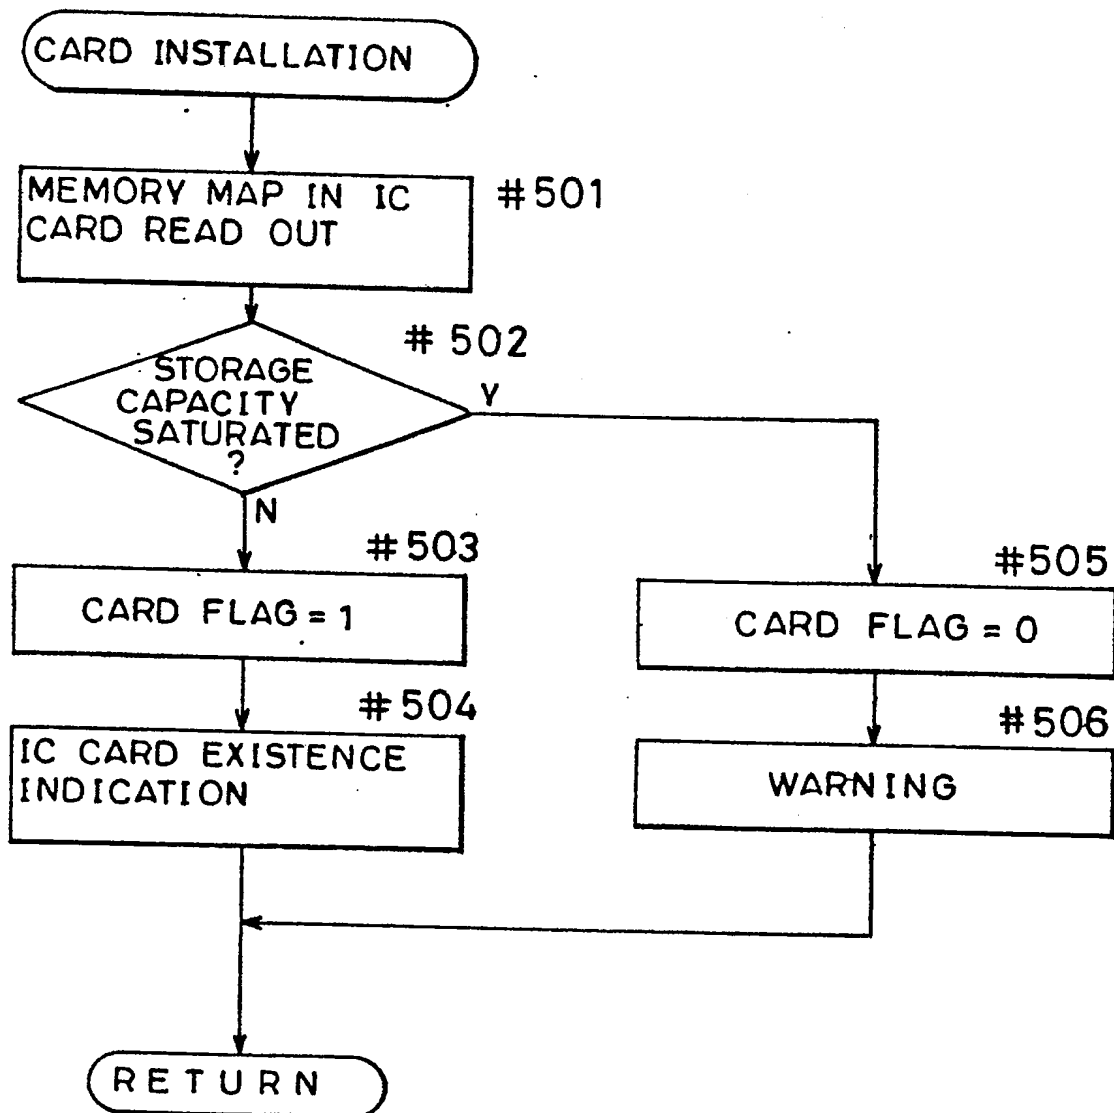 CARD INSTALLATION
MEMORY MAP IN IC
CARD READ OUT
#501
#502
STORAGE
CAPACITY
SATURATED
?
Y
N
#503
CARD FLAG = 1
#505
CARD FLAG = 0
#504
IC CARD EXISTENCE
INDICATION
#506
WARNING
RETURN